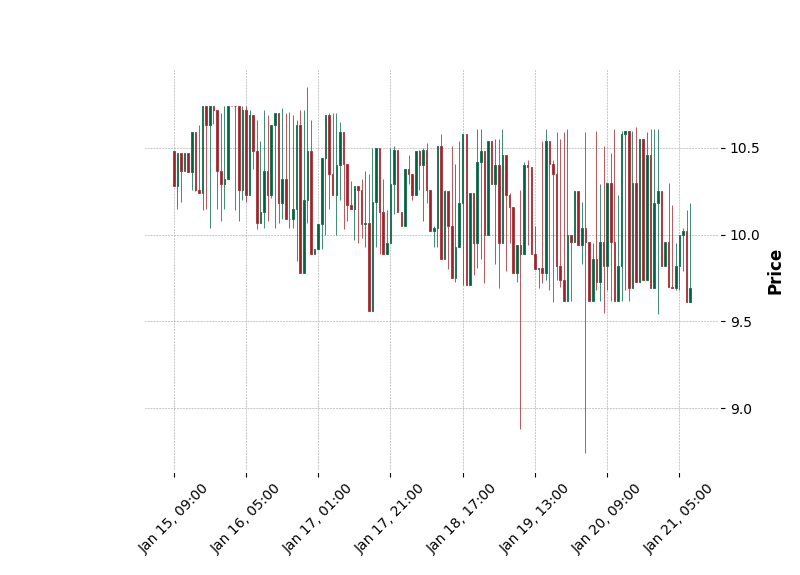 10.5
10.0
9.5
9.0
Price
Jan 15, 09:00
Jan 16, 05:00
Jan 17, 01:00
Jan 17, 21:00
Jan 18, 17:00
Jan 19, 13:00
Jan 20, 09:00
Jan 21, 05:00